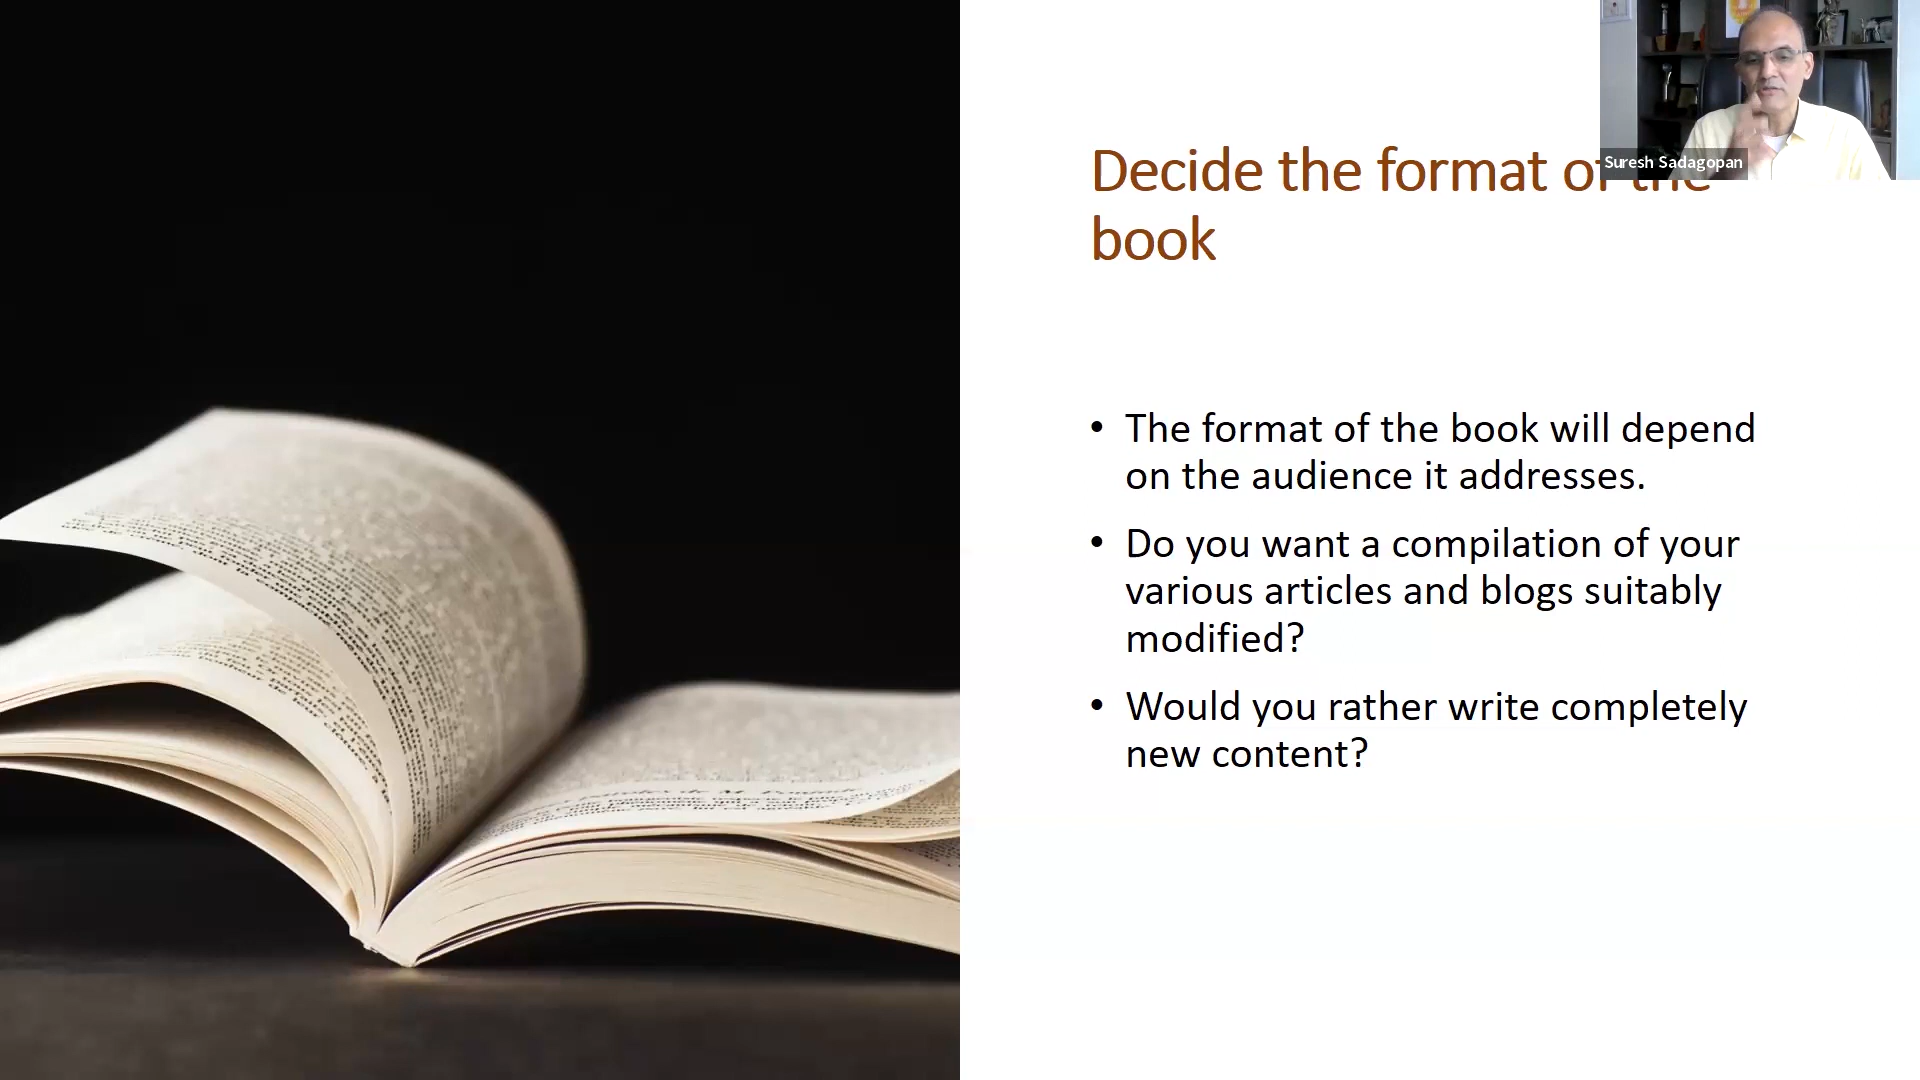 Decide the format of the
book
Suresh Sadagopan
• The format of the book will depend
on the audience it addresses.
• Do you want a compilation of your
various articles and blogs suitably
modified?
• Would you rather write completely
new content?